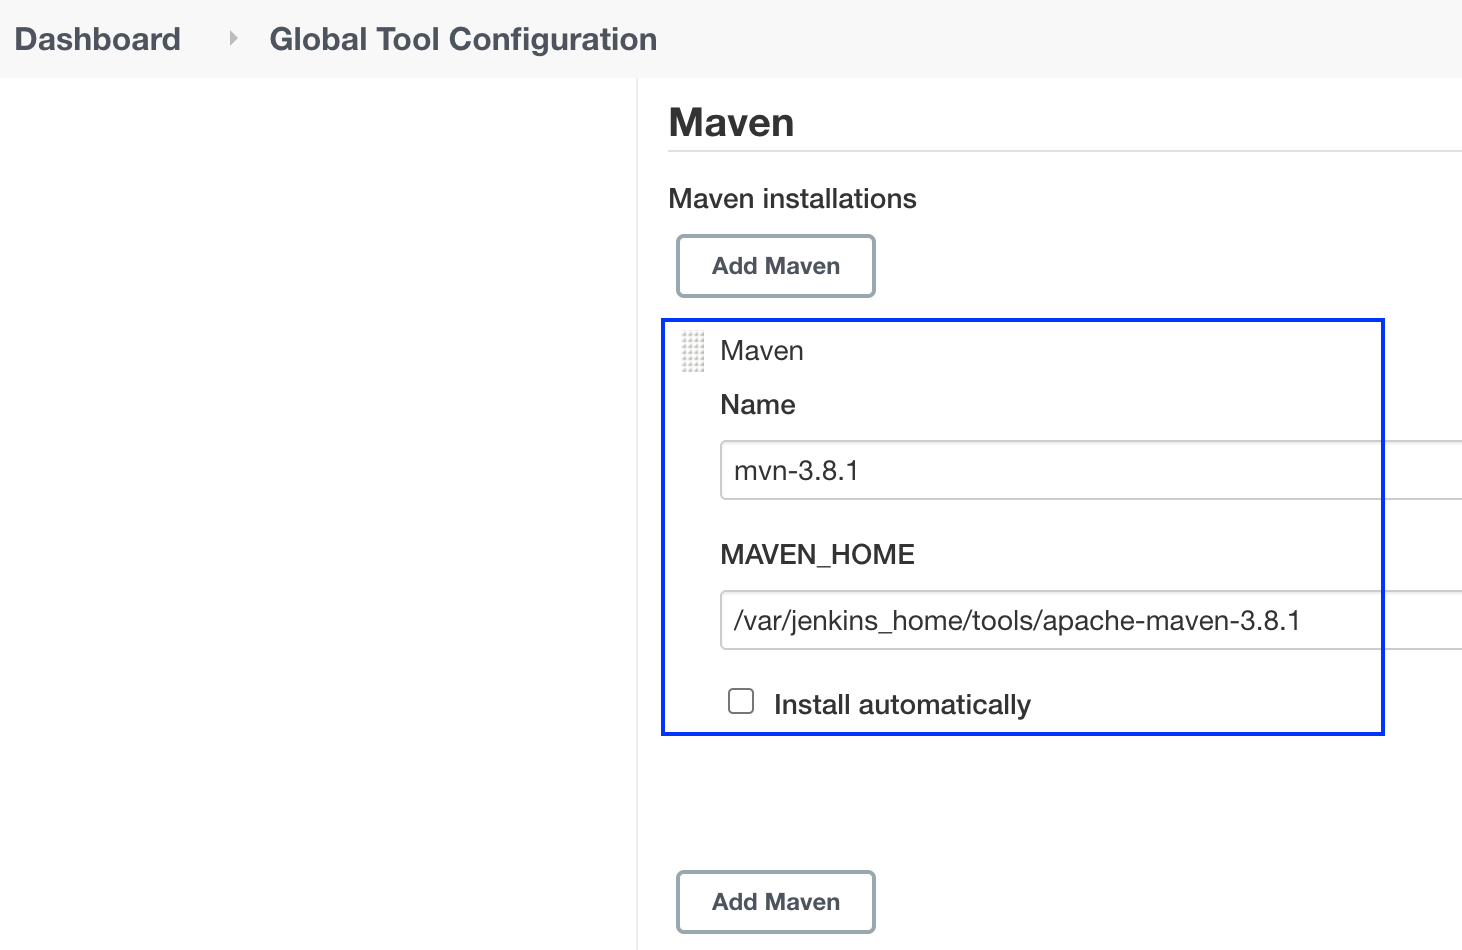 Dashboard Global Tool Configuration
Maven
Maven installations
Add Maven
Maven
Name
mvn-3.8.1
MAVEN_HOME
/var/jenkins_home/tools/apache-maven-3.8.1
Install automatically
Add Maven